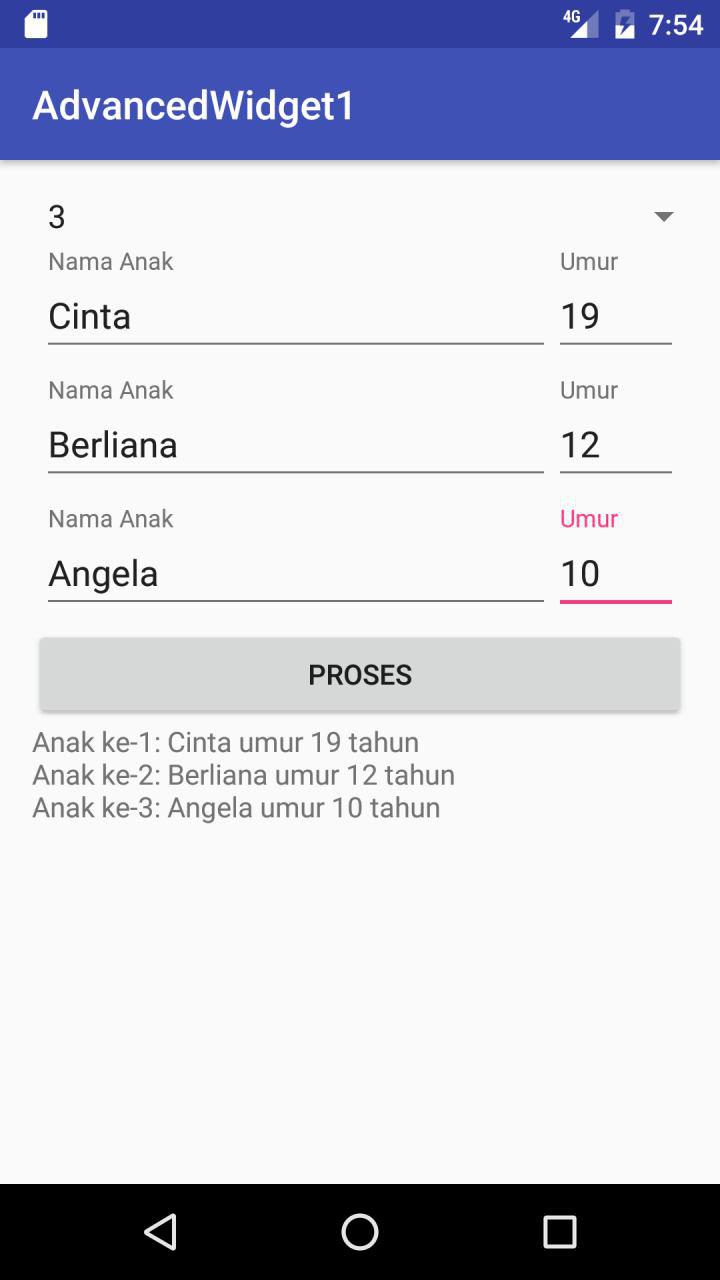 4G 7:54
AdvancedWidget1
3
Nama Anak Umur
Cinta 19
Nama Anak Umur
Berliana 12
Nama Anak Umur
Angela 10
PROSES
Anak ke-1: Cinta umur 19 tahun
Anak ke-2: Berliana umur 12 tahun
Anak ke-3: Angela umur 10 tahun